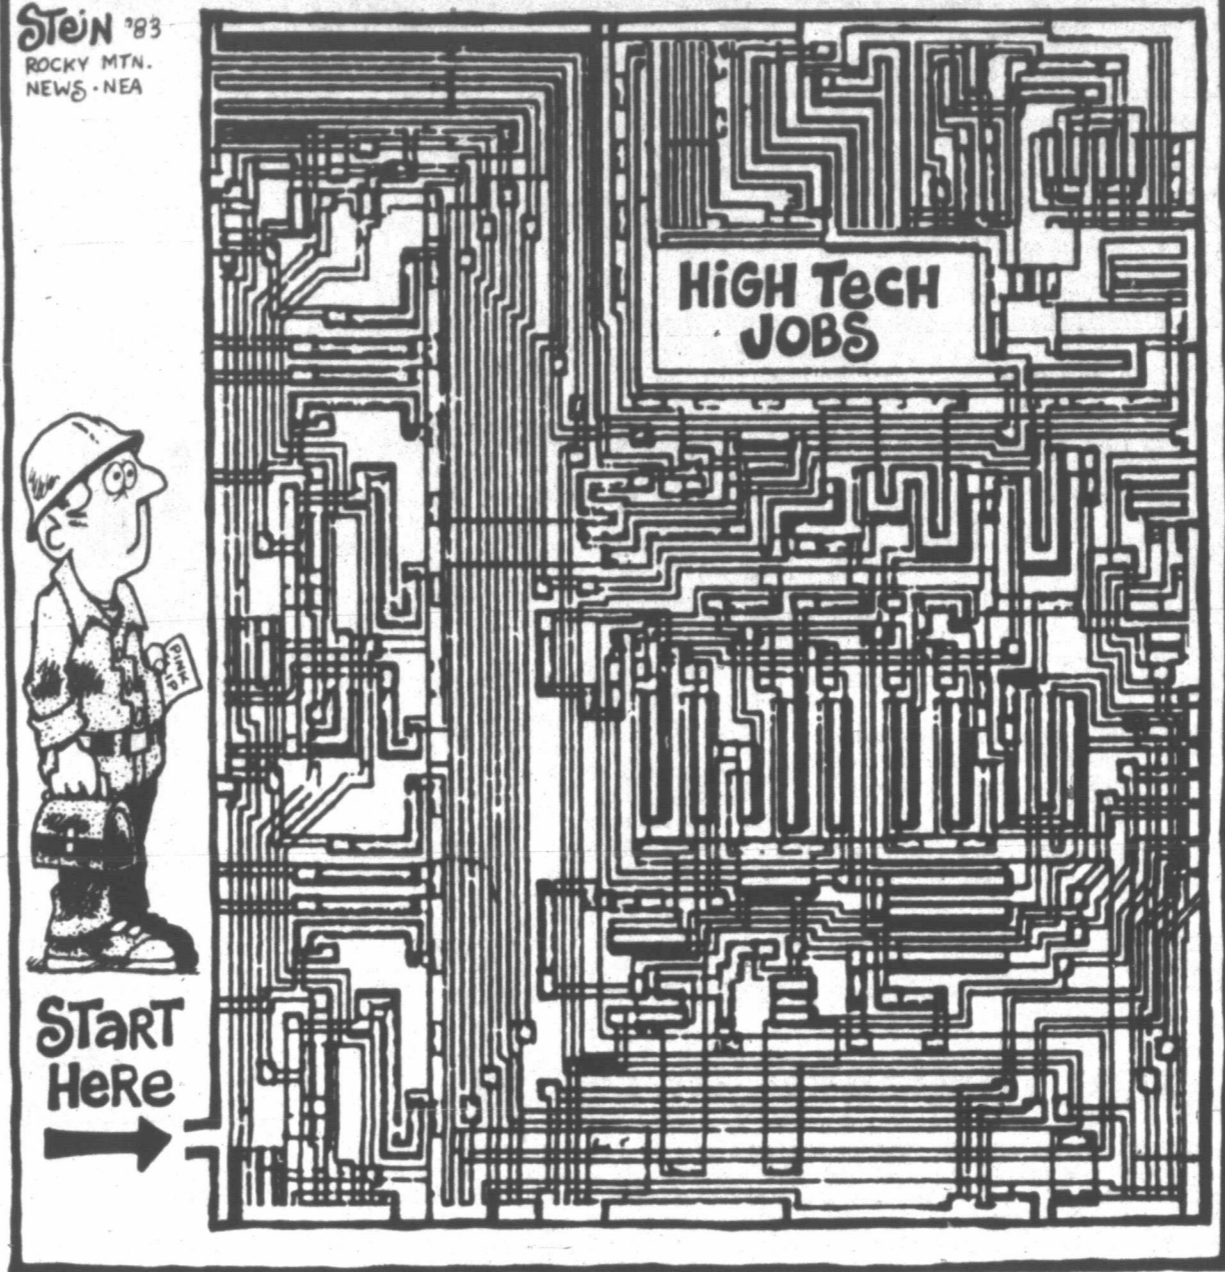 STEIN '83
ROCKY MTN.
NEWS • NEA
HIGH TECH
JOBS
PINK
SLIP
START
HERE